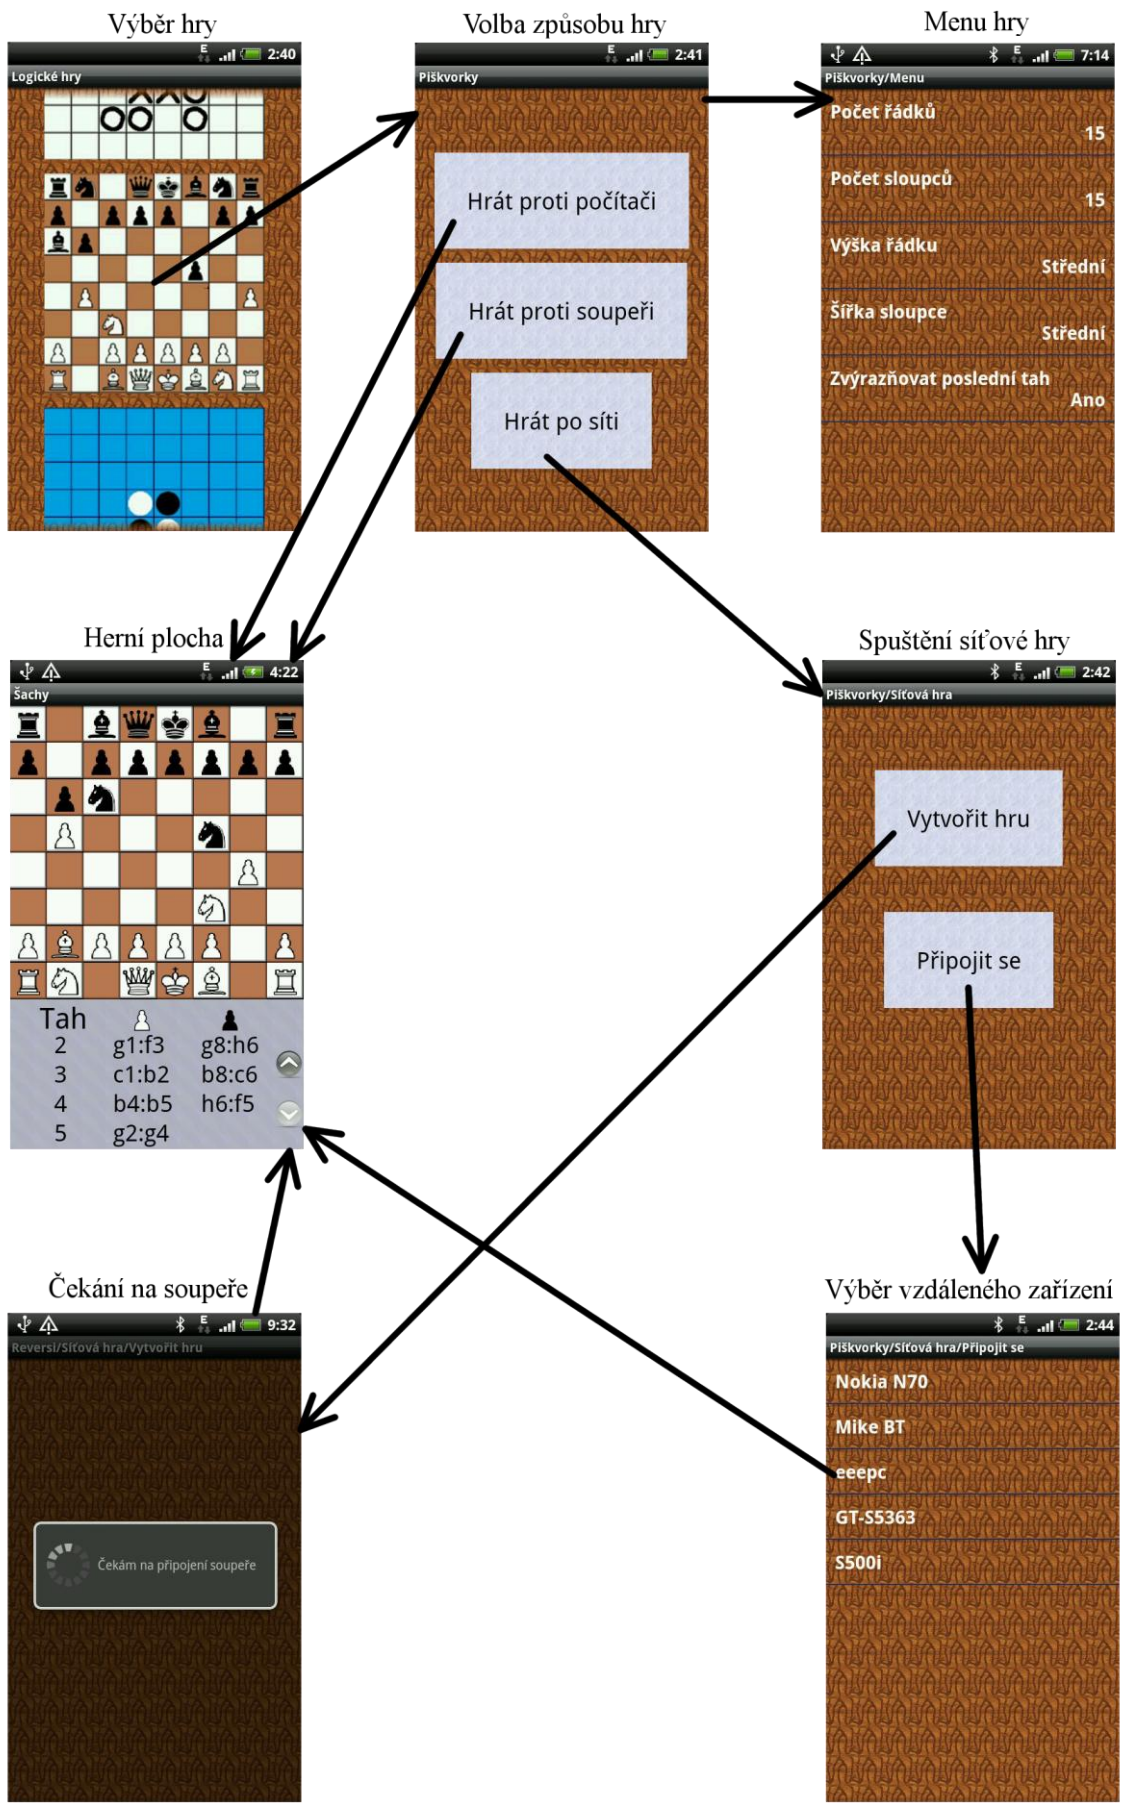 Výběr hry
2:40
Logické hry
Volba způsobu hry
E
2:41
Piškvorky
Hrát proti počítači
Hrát proti soupeři
Hrát po síti
Menu hry
E
7:14
Piškvorky/Menu
Počet řádků
15
Počet sloupců
15
Výška řádku
Střední
Šířka sloupce
Střední
Zvýrazňovat poslední tah
Ano
Herní plocha
E
4:22
Šachy
Tah
2 g1:f3 g8:h6
3 c1:b2 b8:c6
4 b4:b5 h6:f5
5 g2:g4
Spuštění síťové hry
E
2:42
Piškvorky/Síťová hra
Vytvořit hru
Připojit se
Čekání na soupeře
E
9:32
Reversi/Síťová hra/Vytvořit hru
Čekám na připojení soupeře
Výběr vzdáleného zařízení
E
2:44
Piškvorky/Síťová hra/Připojit se
Nokia N70
Mike BT
eeepc
GT-S5363
S500i